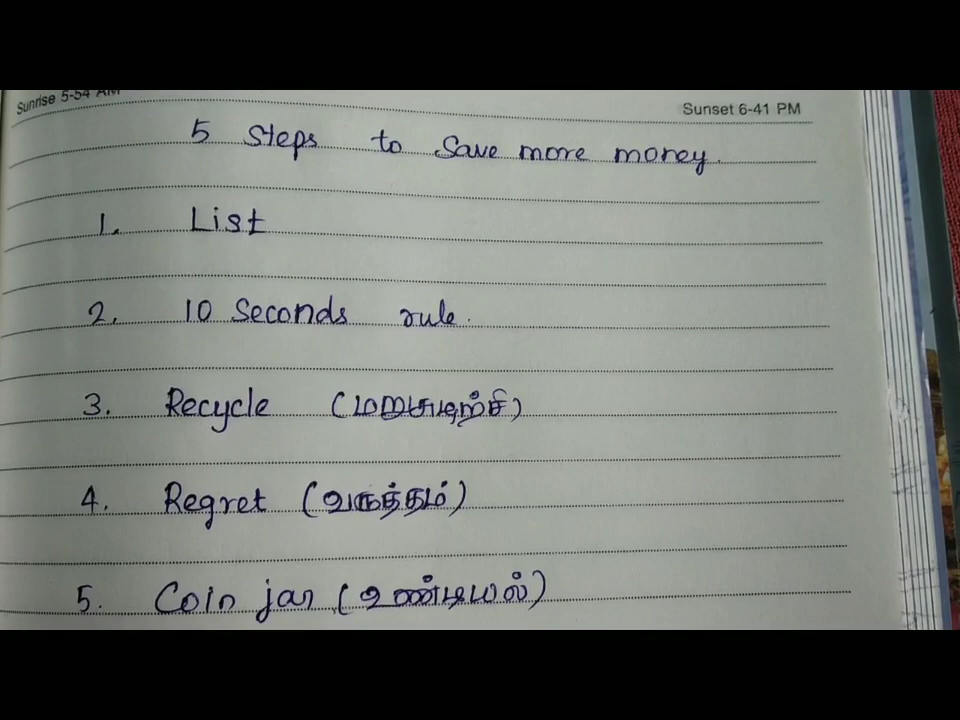 Sunrise 5-54 AM
Sunset 6-41 PM
5 Steps to Save more money.
1. List
2. 10 Seconds rule.
3. Recycle (மறுசுழற்சி)
4. Regret (வருத்தம்)
5. Coin jar (உண்டியல்)